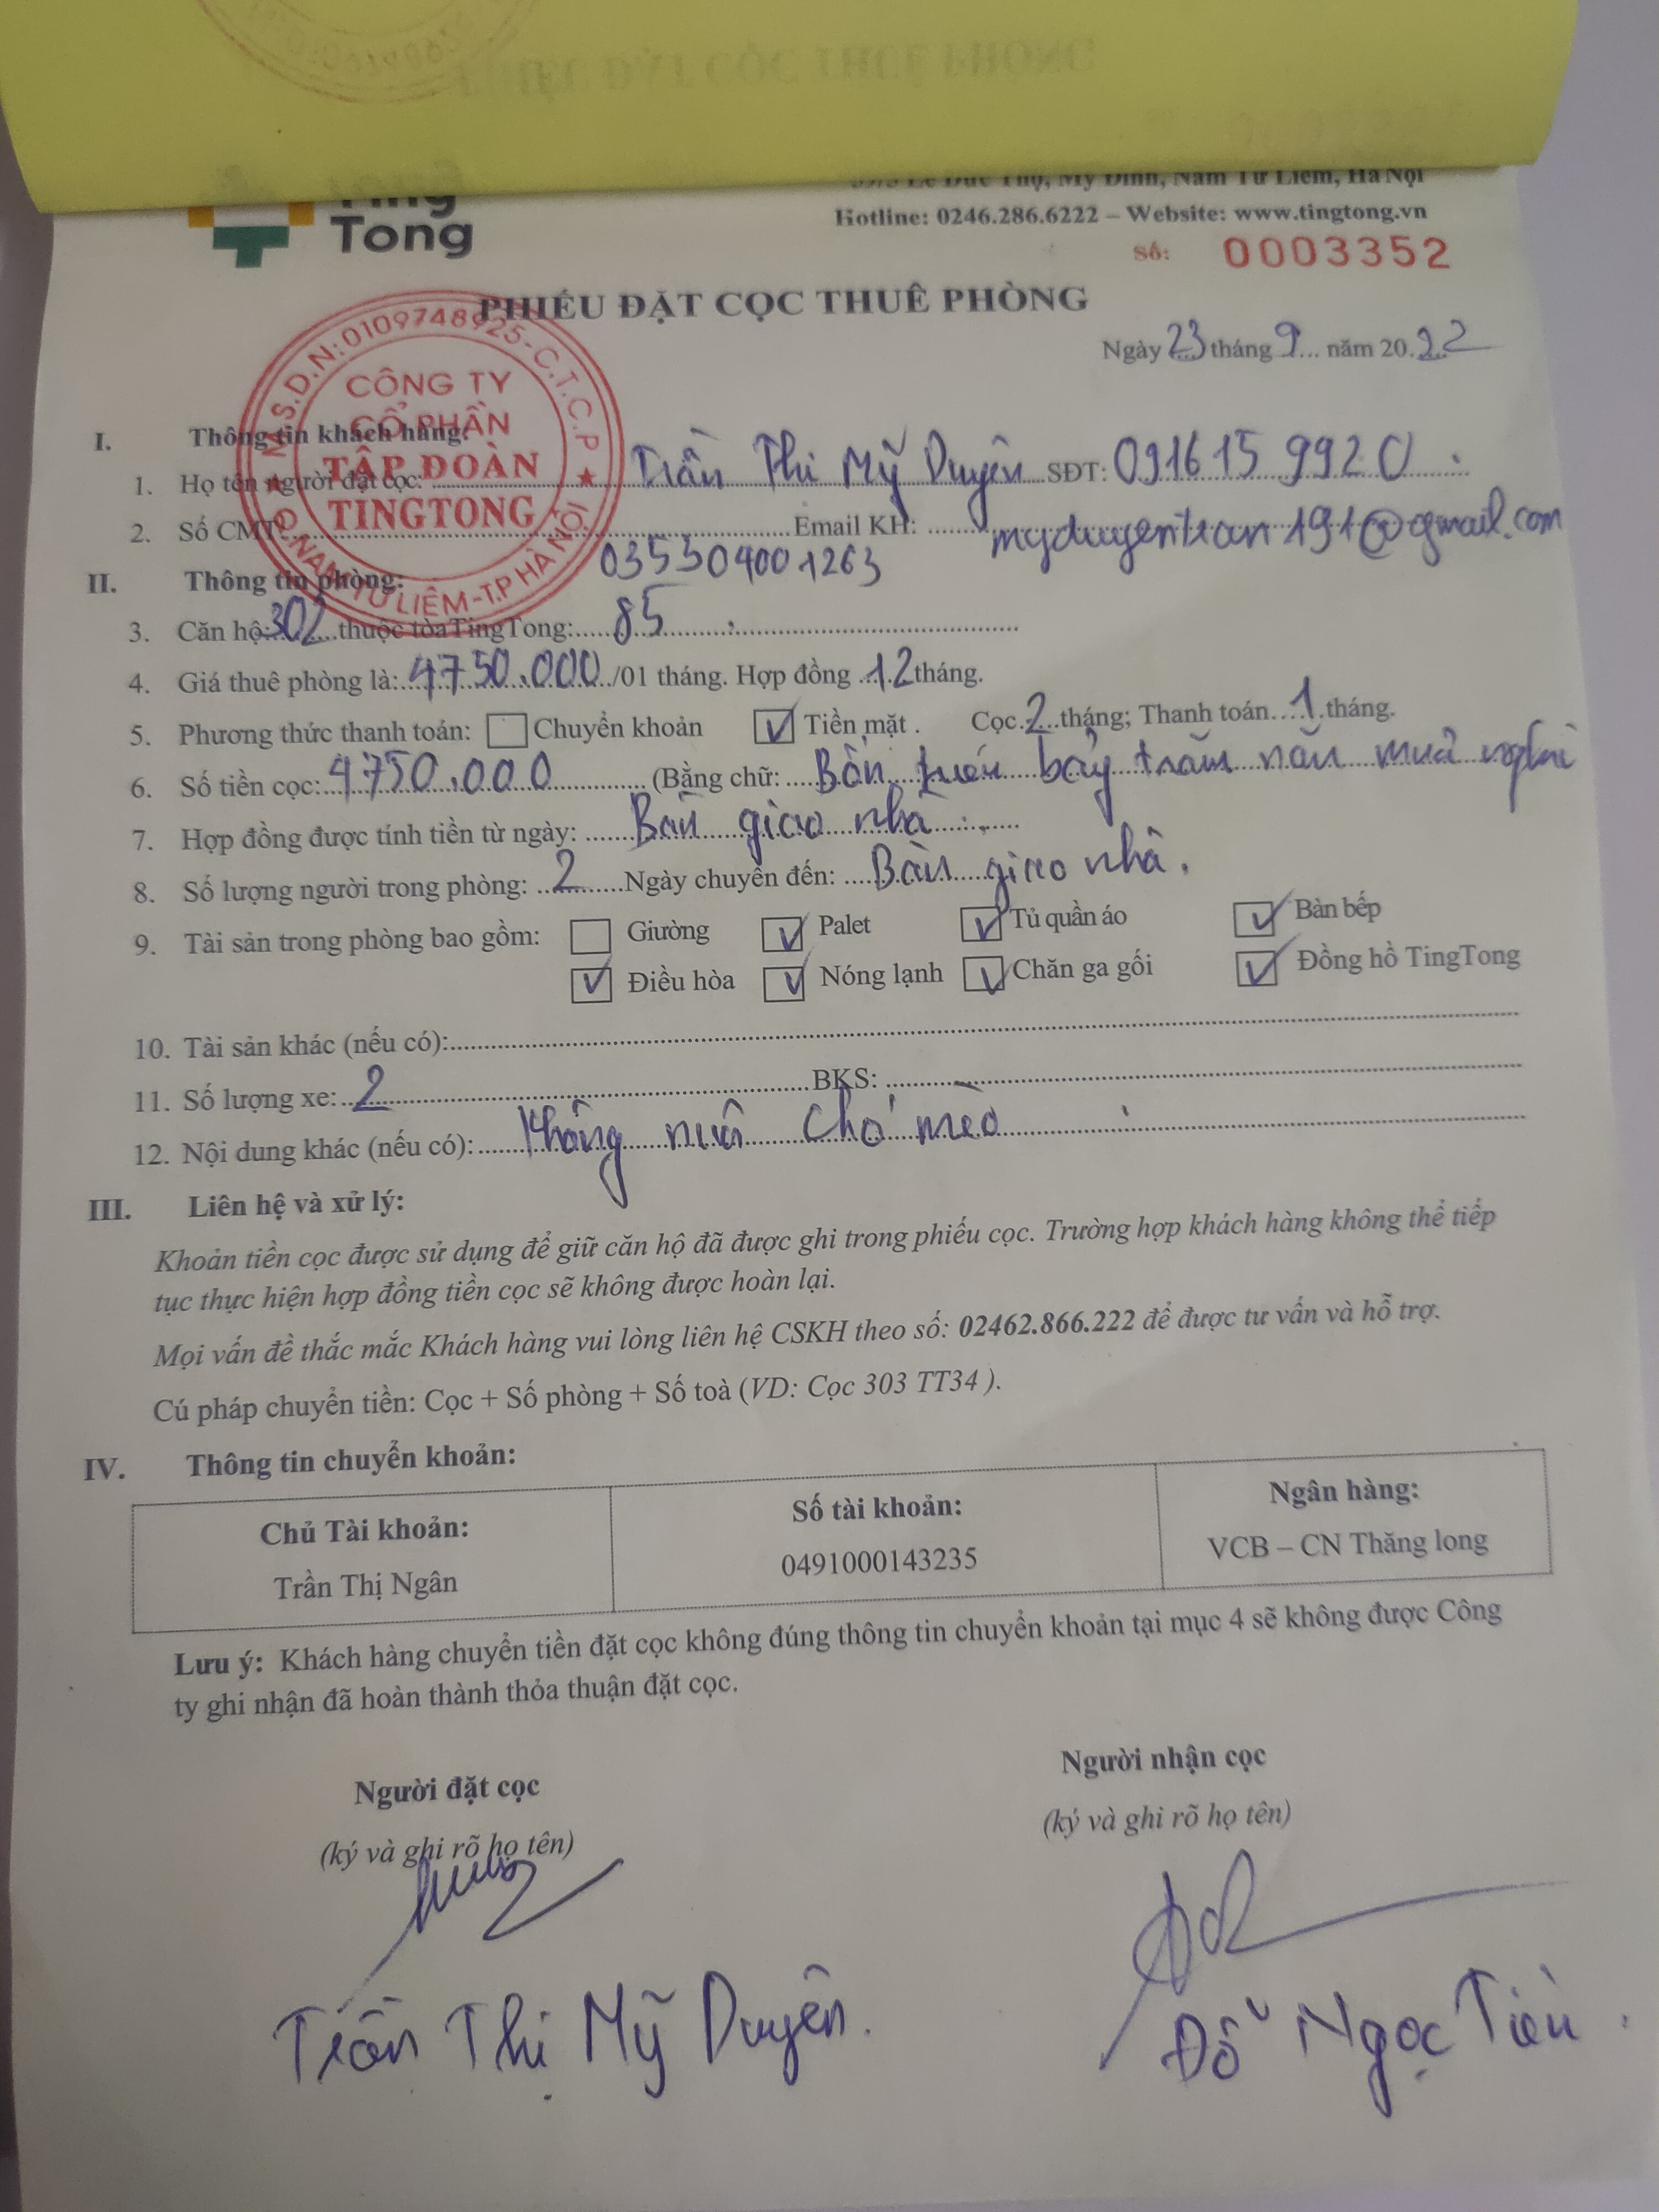 Tong
Hotline: 0246.286.6222 – Website: www.tingtong.vn
Số: 0003352
PHIẾU ĐẶT CỌC THUÊ PHÒNG
Ngày 23 tháng 9 năm 2022
M.S.D.N:0109748925-C.T.C.P
CÔNG TY
CỔ PHẦN
TẬP ĐOÀN
TINGTONG
NAM TỪ LIÊM-T.P HÀ NỘI
I. Thông tin khách hàng:
1. Họ tên người đặt cọc: Trần Thị Mỹ Duyên SĐT: 0916159920
2. Số CMT: 035304001263 Email KH: myduyentran191@gmail.com
II. Thông tin phòng:
3. Căn hộ: 302 thuộc tòa TingTong: 85
4. Giá thuê phòng là: 4750.000 /01 tháng. Hợp đồng 12 tháng.
5. Phương thức thanh toán: Chuyển khoản Tiền mặt . Cọc 2 tháng; Thanh toán 1 tháng.
6. Số tiền cọc: 4750.000 (Bằng chữ: Bốn triệu bảy trăm năm mươi nghìn
7. Hợp đồng được tính tiền từ ngày: Bàn giao nhà
8. Số lượng người trong phòng: 2 Ngày chuyển đến: Bàn giao nhà.
9. Tài sản trong phòng bao gồm: Giường Palet Tủ quần áo Bàn bếp
Điều hòa Nóng lạnh Chăn ga gối Đồng hồ TingTong
10. Tài sản khác (nếu có):
11. Số lượng xe: 2 BKS:
12. Nội dung khác (nếu có): Không nuôi chó mèo
III. Liên hệ và xử lý:
Khoản tiền cọc được sử dụng để giữ căn hộ đã được ghi trong phiếu cọc. Trường hợp khách hàng không thể tiếp
tục thực hiện hợp đồng tiền cọc sẽ không được hoàn lại.
Mọi vấn đề thắc mắc Khách hàng vui lòng liên hệ CSKH theo số: 02462.866.222 để được tư vấn và hỗ trợ.
Cú pháp chuyển tiền: Cọc + Số phòng + Số toà (VD: Cọc 303 TT34 ).
IV. Thông tin chuyển khoản:
Chủ Tài khoản: Số tài khoản: Ngân hàng:
Trần Thị Ngân 0491000143235 VCB – CN Thăng long
Lưu ý: Khách hàng chuyển tiền đặt cọc không đúng thông tin chuyển khoản tại mục 4 sẽ không được Công
ty ghi nhận đã hoàn thành thỏa thuận đặt cọc.
Người đặt cọc Người nhận cọc
(ký và ghi rõ họ tên) (ký và ghi rõ họ tên)
Trần Thị Mỹ Duyên. Đỗ Ngọc Tiến.